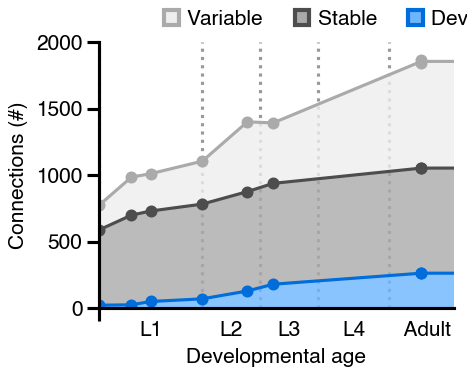 Variable Stable Dev
2000
1500
1000
500
0
Connections (#)
L1 L2 L3 L4 Adult
Developmental age